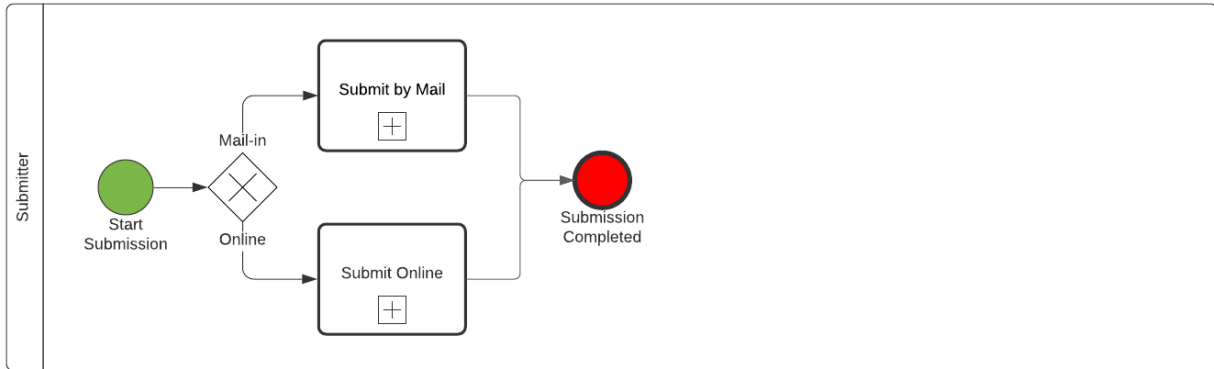 Submitter
Start
Submission
Mail-in
Online
Submit by Mail
Submit Online
Submission
Completed